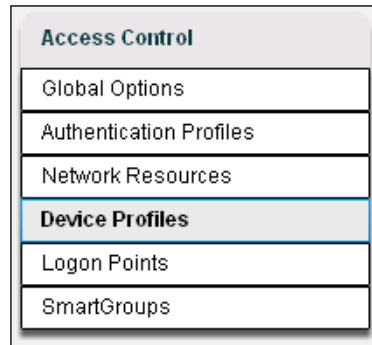 Access Control
Global Options
Authentication Profiles
Network Resources
Device Profiles
Logon Points
SmartGroups